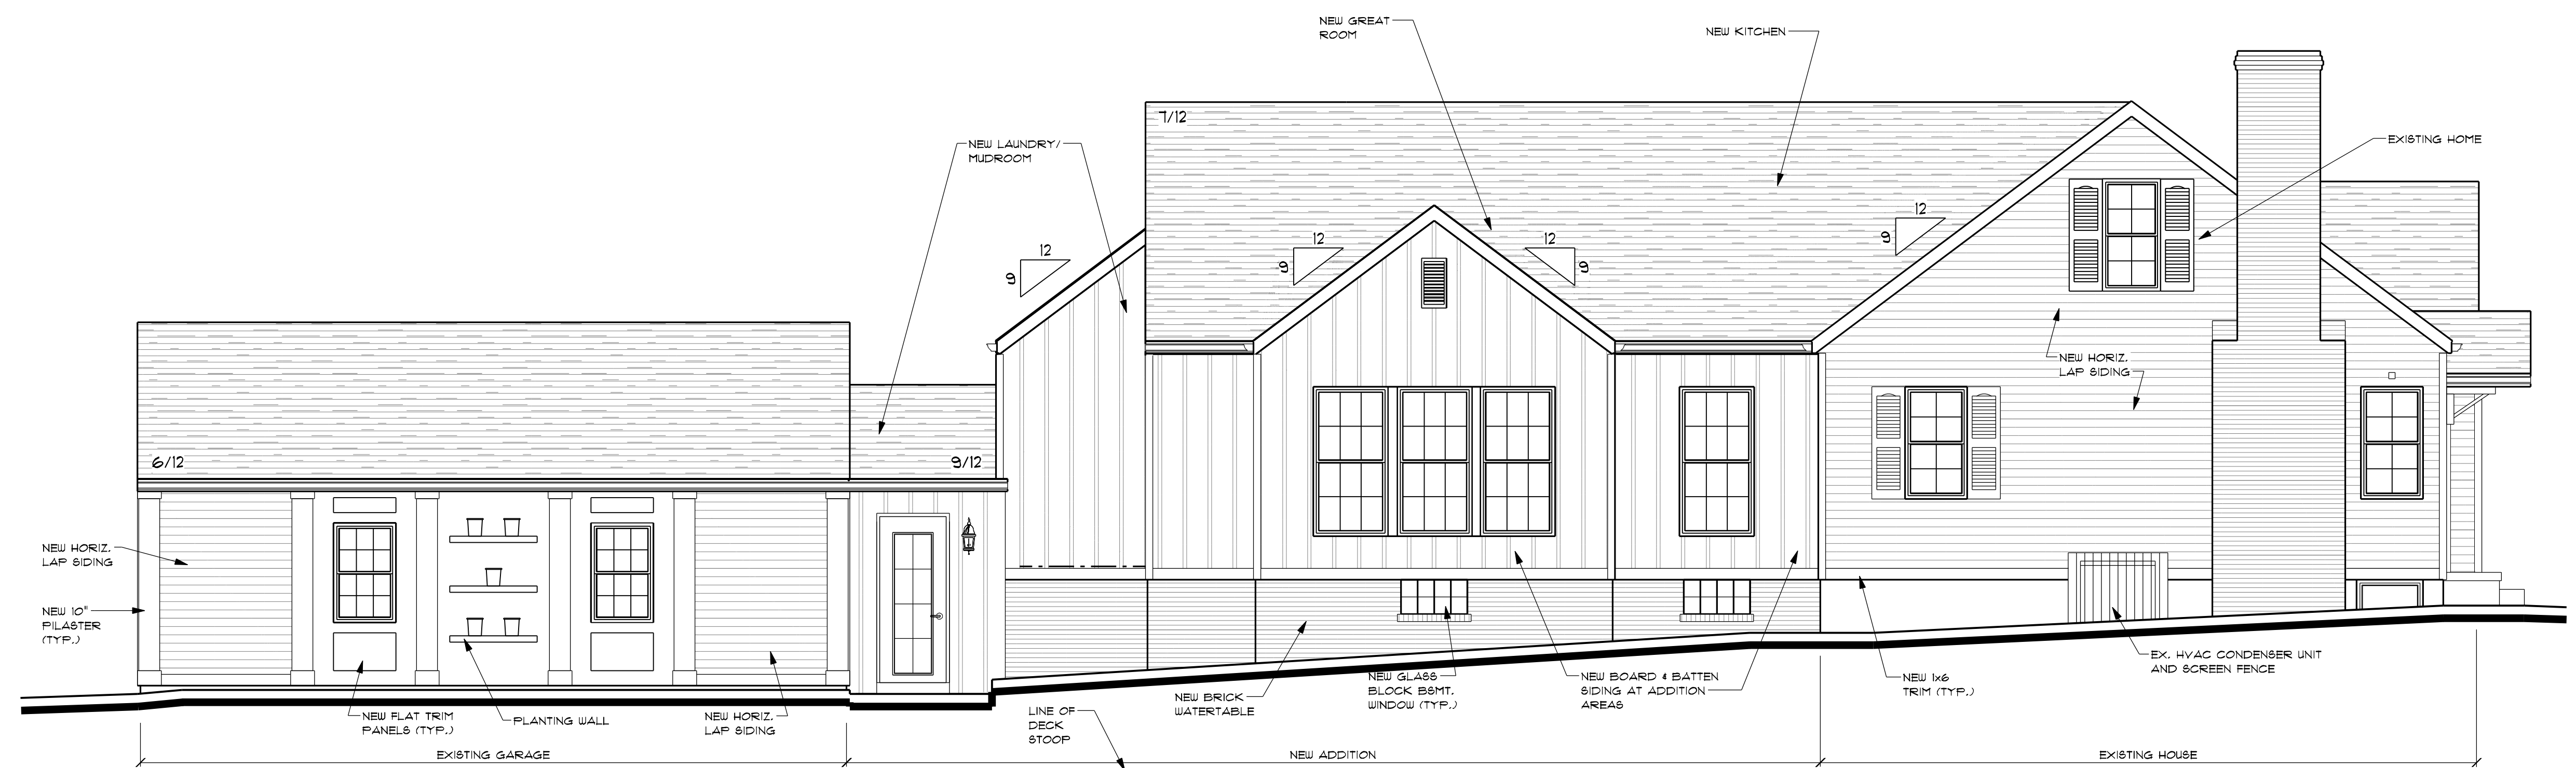 NEW GREAT
ROOM
NEW KITCHEN
7/12
NEW LAUNDRY/
MUDROOM
EXISTING HOME
12
9
12
9
12
9
12
9
NEW HORIZ.
LAP SIDING
6/12
9/12
NEW HORIZ.
LAP SIDING
NEW 10"
PILASTER
(TYP.)
NEW FLAT TRIM
PANELS (TYP.)
PLANTING WALL
NEW HORIZ.
LAP SIDING
LINE OF
DECK
STOOP
NEW BRICK
WATERTABLE
NEW GLASS
BLOCK BSMT.
WINDOW (TYP.)
NEW BOARD & BATTEN
SIDING AT ADDITION
AREAS
NEW 1x6
TRIM (TYP.)
EX. HVAC CONDENSER UNIT
AND SCREEN FENCE
EXISTING GARAGE
NEW ADDITION
EXISTING HOUSE